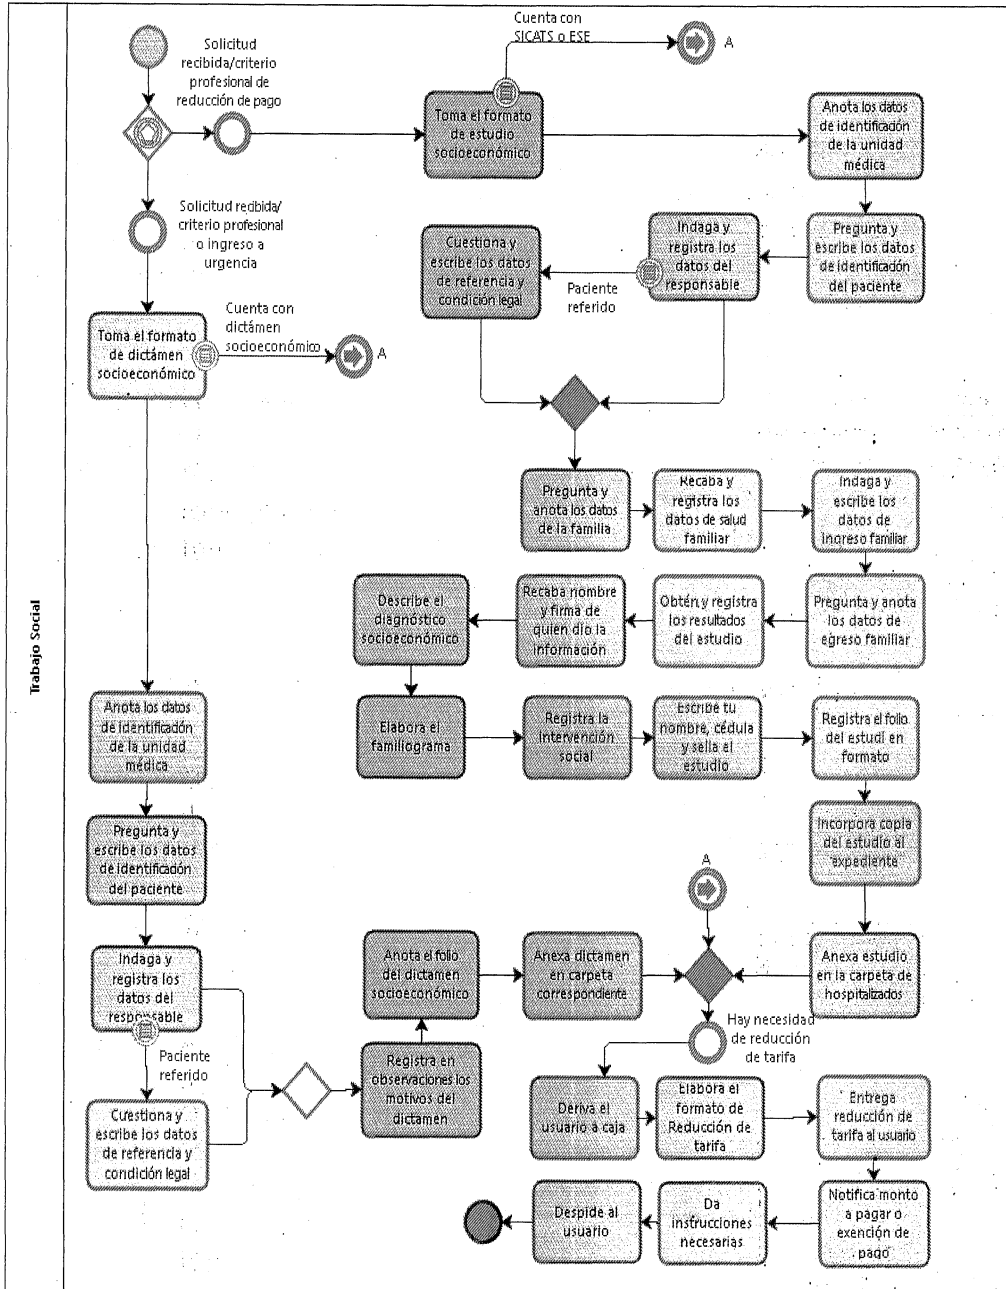 Trabajo Social
Solicitud
recibida/criterio
profesional de
reducción de pago
Cuenta con
SICATS o ESE
A
Toma el formato
de estudio
socioeconómico
Anota los datos
de identificación
de la unidad
médica
Solicitud recibida/
criterio profesional
o ingreso a
urgencia
Cuestiona y
escribe los datos
de referencia y
condición legal
Paciente
referido
Indaga y
registra los
datos del
responsable
Pregunta y
escribe los datos
de identificación
del paciente
Toma el formato
de dictámen
socioeconómico
Cuenta con
dictámen
socioeconómico
A
Pregunta y
anota los datos
de la familia
Recaba y
registra los
datos de salud
familiar
Indaga y
escribe los
datos de
ingreso familiar
Describe el
diagnóstico
socioeconómico
Recaba nombre
y firma de
quien dio la
información
Obtén y registra
los resultados
del estudio
Pregunta y anota
los datos de
egreso familiar
Anota los datos
de identificación
de la unidad
médica
Elabora el
familiograma
Registra la
intervención
social
Escribe tu
nombre, cédula
y sella el
estudio
Registra el folio
del estudi en
formato
Pregunta y
escribe los datos
de identificación
del paciente
Incorpora copia
del estudio al
expediente
A
Indaga y
registra los
datos del
responsable
Anota el folio
del dictamen
socioeconómico
Anexa dictamen
en carpeta
correspondiente
Anexa estudio
en la carpeta de
hospitalizados
Hay necesidad
de reducción
de tarifa
Paciente
referido
Registra en
observaciones los
motivos del
dictamen
Cuestiona y
escribe los datos
de referencia y
condición legal
Deriva el
usuario a caja
Elabora el
formato de
Reducción de
tarifa
Entrega
reducción de
tarifa al usuario
Despide al
usuario
Da
instrucciones
necesarias
Notifica monto
a pagar o
exención de
pago